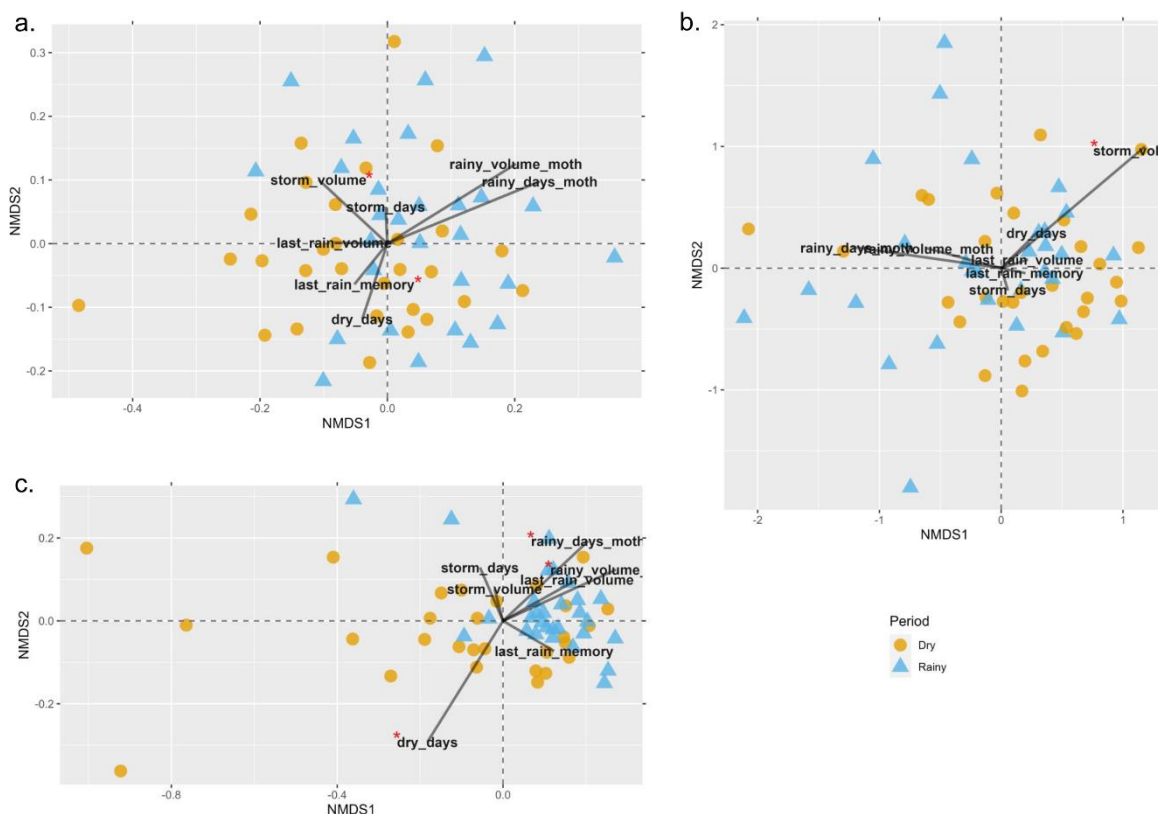 a.
0.3
0.2
0.1
0.0
-0.1
-0.2
NMDS2
rainy_volume_moth
storm_volume*
rainy_days_moth
storm_days
last_rain_volume
last_rain_memory
*
dry_days
-0.4
-0.2
0.0
0.2
NMDS1
b.
2
1
0
-1
NMDS2
*
storm_vol
dry_days
rainy_days_moth
rainy_volume_moth
last_rain_volume
last_rain_memory
storm_days
-2
-1
0
1
NMDS1
c.
0.2
0.0
-0.2
NMDS2
*
rainy_days_moth
*
storm_days
rainy_volume_
last_rain_volume
storm_volume
last_rain_memory
*
dry_days
-0.8
-0.4
0.0
NMDS1
Period
Dry
Rainy